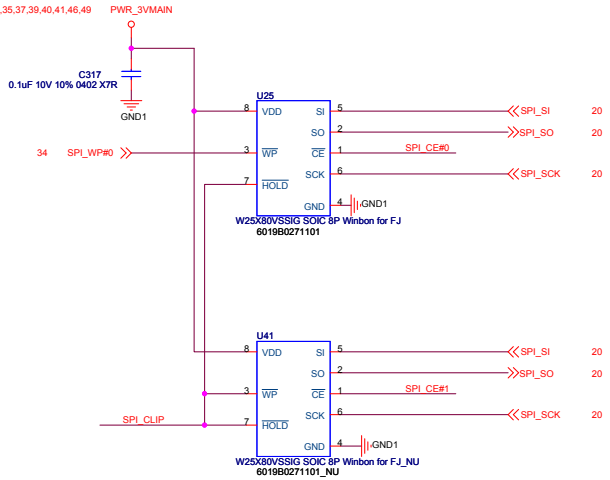 ,35,37,39,40,41,46,49 PWR_3VMAIN
C317
0.1uF 10V 10% 0402 X7R
GND1
U25
8 VDD SI 5 SPI_SI 20
SO 2 SPI_SO 20
34 SPI_WP#0 3 WP CE 1 SPI_CE#0
SCK 6 SPI_SCK 20
7 HOLD
GND 4 GND1
W25X80VSSIG SOIC 8P Winbon for FJ
6019B0271101
U41
8 VDD SI 5 SPI_SI 20
SO 2 SPI_SO 20
3 WP CE 1 SPI_CE#1
SCK 6 SPI_SCK 20
SPI_CLIP 7 HOLD
GND 4 GND1
W25X80VSSIG SOIC 8P Winbon for FJ_NU
6019B0271101_NU